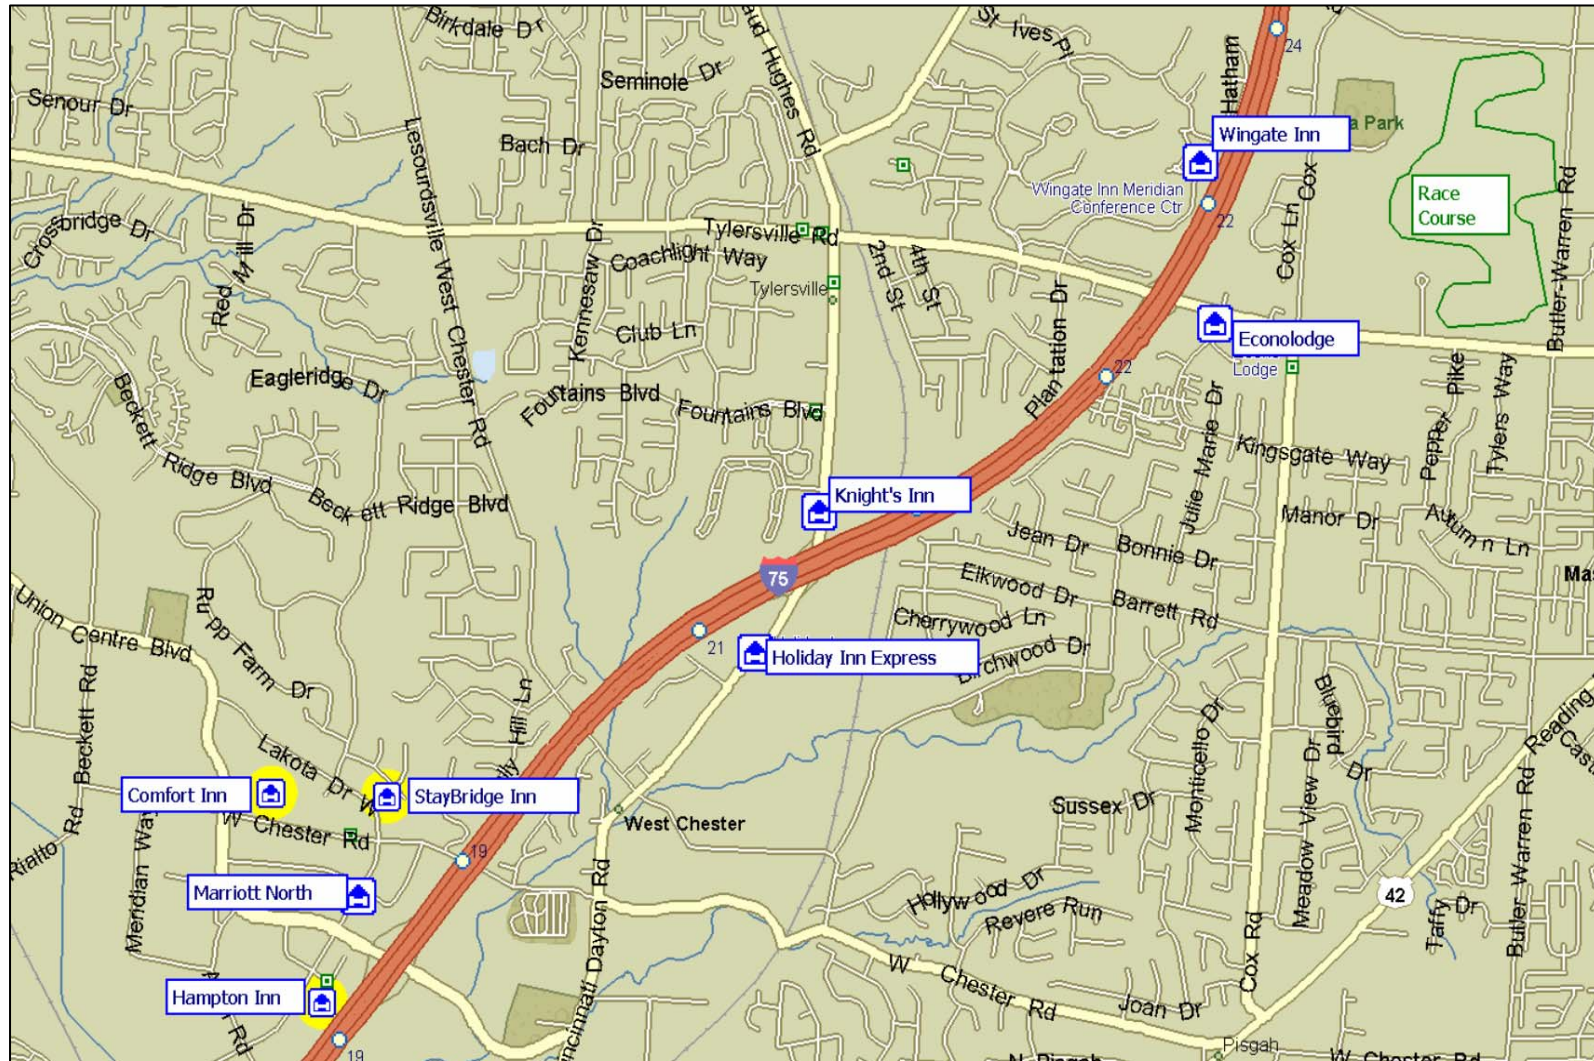 Birkdale Dr
aud Hughes Rd
St Ives Pl
24
Seminole Dr
Hatham
Senour Dr
Lesourdsville West Chester Rd
Bach Dr
Wingate Inn
a Park
Cox
Wingate Inn Meridian
Conference Ctr
Race
Course
Butler-Warren Rd
22
Crossbridge Dr
Red Mill Dr
Kennesaw Dr
Tylersville Rd
Coachlight Way
Tylersville
2nd St
4th St
Cox Ln
Plantation Dr
Club Ln
Econolodge
Lodge
22
Eagleridge Dr
Fountains Blvd
Fountains Blvd
Julie Marie Dr
Pepper Pike
Tylers Way
Beckett Ridge Blvd
Beckett Ridge Blvd
Kingsgate Way
Knight's Inn
Jean Dr
Bonnie Dr
Manor Dr
Autumn Ln
75
Elkwood Dr
Barrett Rd
Mas
Union Centre Blvd
Rupp Farm Dr
Cherrywood Ln
21
Holiday Inn Express
Birchwood Dr
Beckett Rd
Hill Ln
Monticello Dr
Bluebird Dr
Reading
Lakota Dr W
Comfort Inn
StayBridge Inn
Sussex Dr
Meadow View Dr
Butler Warren Rd
Rialto Rd
Meridian Way
W Chester Rd
19
West Chester
Marriott North
Hollywood Dr
Revere Run
42
Taffy Dr
Cincinnati Dayton Rd
Hampton Inn
W Chester Rd
Joan Dr
Cox Rd
19
Pisgah
N Pisgah
W Chester Rd